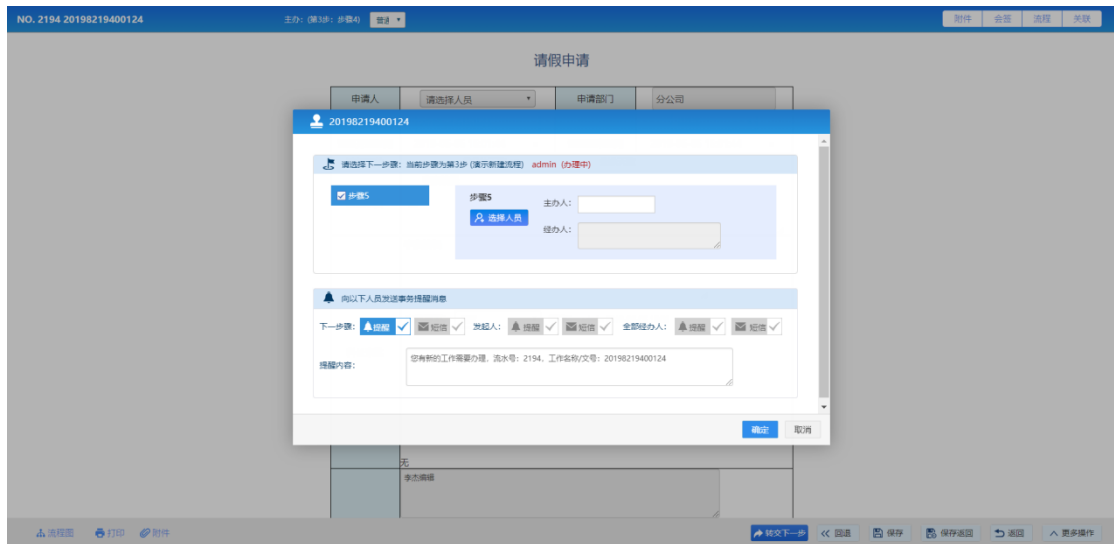 NO. 2194 20198219400124 主办: (第3步: 步骤4) 普通 附件 会签 流程 关联
请假申请
申请人 请选择人员 申请部门 分公司
20198219400124
请选择下一步骤: 当前步骤为第3步 (演示新建流程) admin (办理中)
步骤5 步骤5 主办人:
选择人员
经办人:
向以下人员发送事务提醒消息
下一步骤: 提醒 短信 发起人: 提醒 短信 全部经办人: 提醒 短信
提醒内容: 您有新的工作需要办理, 流水号: 2194, 工作名称/文号: 20198219400124
确定 取消
无
李杰编辑
流程图 打印 附件 转交下一步 回退 保存 保存返回 返回 更多操作